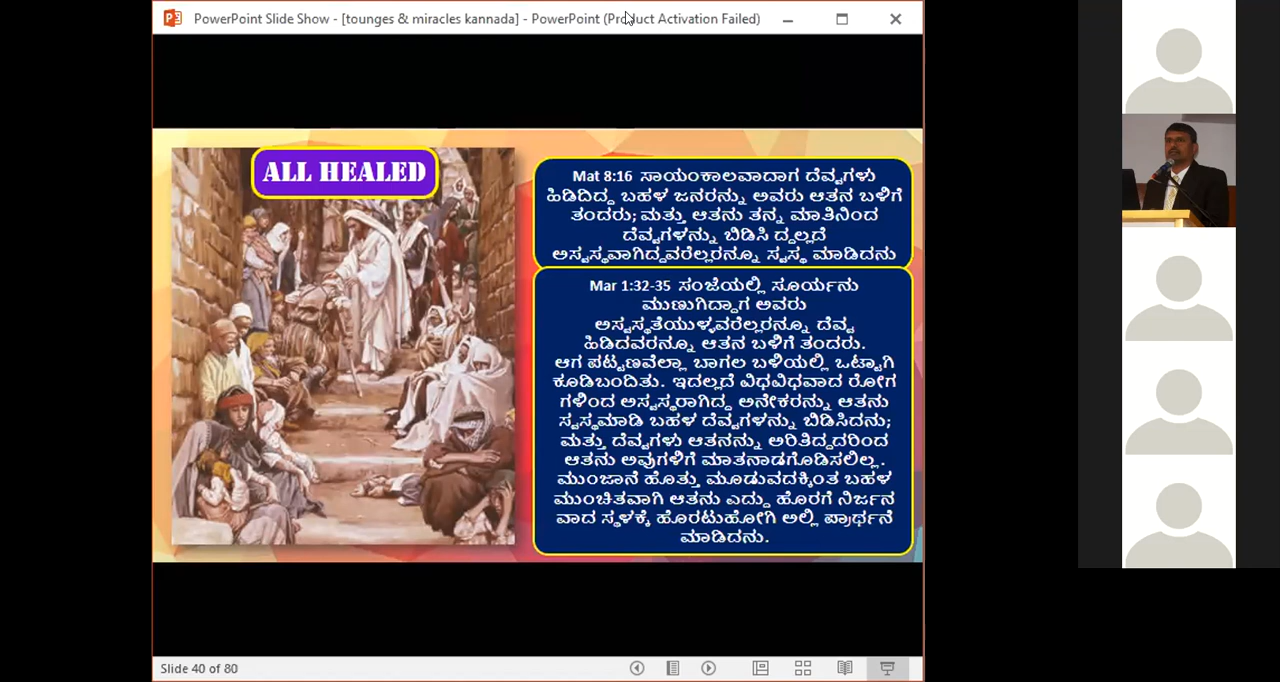 PowerPoint Slide Show - [tounges & miracles kannada] - PowerPoint (Product Activation Failed)
ALL HEALED
Mat 8:16 ಸಾಯಂಕಾಲವಾದಾಗ ದೆವ್ವಗಳು
ಹಿಡಿದಿದ್ದ ಬಹಳ ಜನರನ್ನು ಅವರು ಆತನ ಬಳಿಗೆ
ತಂದರು; ಮತ್ತು ಆತನು ತನ್ನ ಮಾತಿನಿಂದ
ದೆವ್ವಗಳನ್ನು ಬಿಡಿಸಿ ದ್ದಲ್ಲದೆ
ಅಸ್ವಸ್ಥವಾಗಿದ್ದವರೆಲ್ಲರನ್ನೂ ಸ್ವಸ್ಥ ಮಾಡಿದನು
Mar 1:32-35 ಸಂಜೆಯಲ್ಲಿ ಸೂರ್ಯನು
ಮುಣುಗಿದ್ದಾಗ ಅವರು
ಅಸ್ವಸ್ಥತೆಯುಳ್ಳವರೆಲ್ಲರನ್ನೂ ದೆವ್ವ
ಹಿಡಿದವರನ್ನೂ ಆತನ ಬಳಿಗೆ ತಂದರು.
ಆಗ ಪಟ್ಟಣವೆಲ್ಲಾ ಬಾಗಲ ಬಳಿಯಲ್ಲಿ ಒಟ್ಟಾಗಿ
ಕೂಡಿಬಂದಿತು. ಇದಲ್ಲದೆ ವಿಧವಿಧವಾದ ರೋಗ
ಗಳಿಂದ ಅಸ್ವಸ್ಥರಾಗಿದ್ದ ಅನೇಕರನ್ನು ಆತನು
ಸ್ವಸ್ಥಮಾಡಿ ಬಹಳ ದೆವ್ವಗಳನ್ನು ಬಿಡಿಸಿದನು;
ಮತ್ತು ದೆವ್ವಗಳು ಆತನನ್ನು ಅರಿತಿದ್ದದರಿಂದ
ಆತನು ಅವುಗಳಿಗೆ ಮಾತನಾಡಗೊಡಿಸಲಿಲ್ಲ.
ಮುಂಜಾನೆ ಹೊತ್ತು ಮೂಡುವದಕ್ಕಿಂತ ಬಹಳ
ಮುಂಚಿತವಾಗಿ ಆತನು ಎದ್ದು ಹೊರಗೆ ನಿರ್ಜನ
ವಾದ ಸ್ಥಳಕ್ಕೆ ಹೊರಟುಹೋಗಿ ಅಲ್ಲಿ ಪ್ರಾರ್ಥನೆ
ಮಾಡಿದನು.
Slide 40 of 80